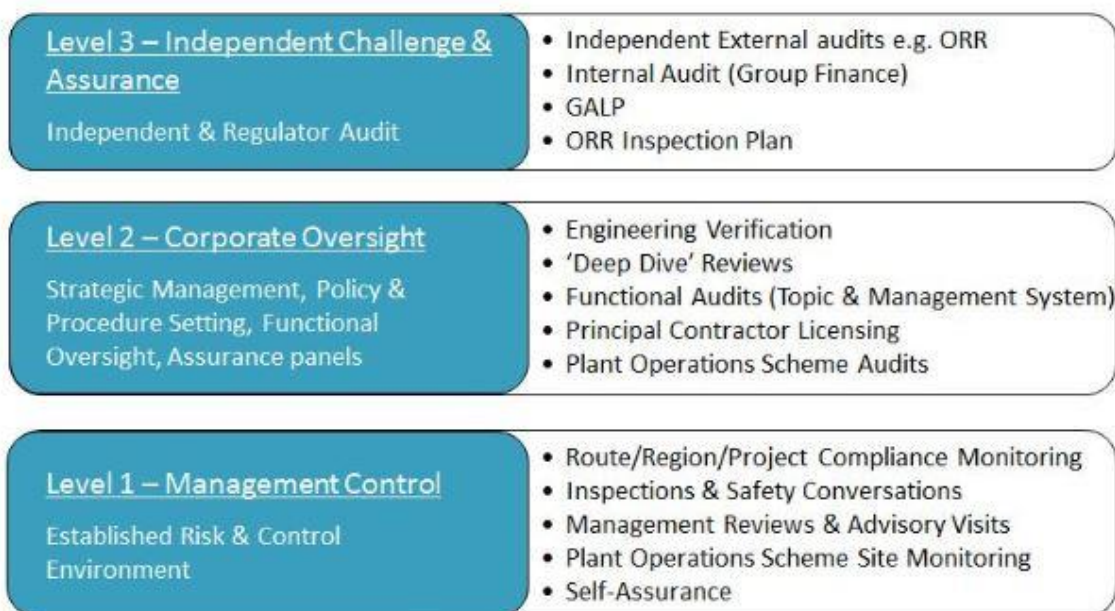 Level 3 – Independent Challenge &
Assurance
Independent & Regulator Audit
• Independent External audits e.g. ORR
• Internal Audit (Group Finance)
• GALP
• ORR Inspection Plan
Level 2 – Corporate Oversight
Strategic Management, Policy &
Procedure Setting, Functional
Oversight, Assurance panels
• Engineering Verification
• ‘Deep Dive’ Reviews
• Functional Audits (Topic & Management System)
• Principal Contractor Licensing
• Plant Operations Scheme Audits
Level 1 – Management Control
Established Risk & Control
Environment
• Route/Region/Project Compliance Monitoring
• Inspections & Safety Conversations
• Management Reviews & Advisory Visits
• Plant Operations Scheme Site Monitoring
• Self-Assurance